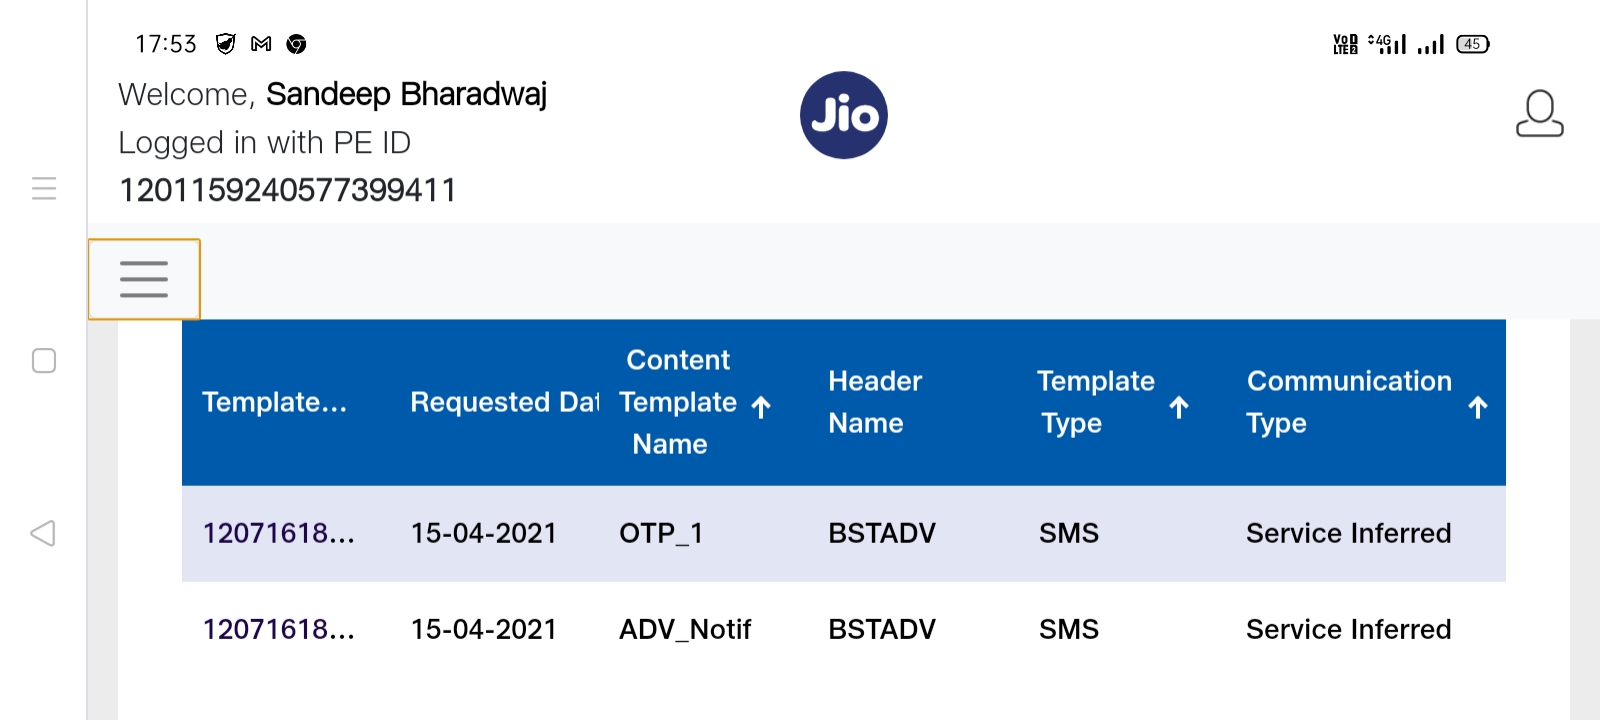 17:53
VoD LTE2 4G 45
Welcome, Sandeep Bharadwaj
Jio
Logged in with PE ID
1201159240577399411
Template... Requested Dat Content Template Name Header Name Template Type Communication Type
12071618... 15-04-2021 OTP_1 BSTADV SMS Service Inferred
12071618... 15-04-2021 ADV_Notif BSTADV SMS Service Inferred